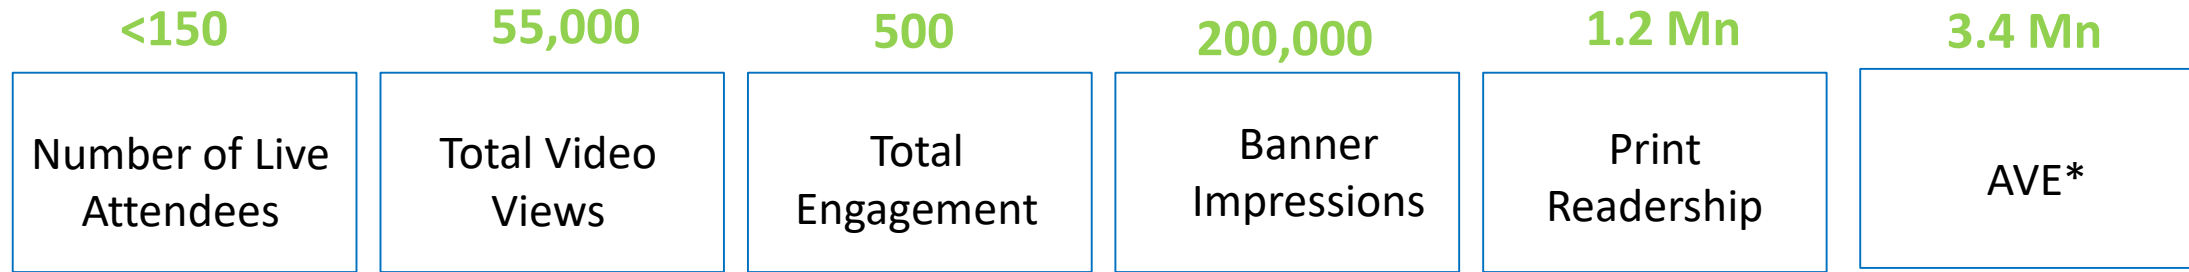 <150
55,000
500
200,000
1.2 Mn
3.4 Mn
Number of Live
Attendees
Total Video
Views
Total
Engagement
Banner
Impressions
Print
Readership
AVE*